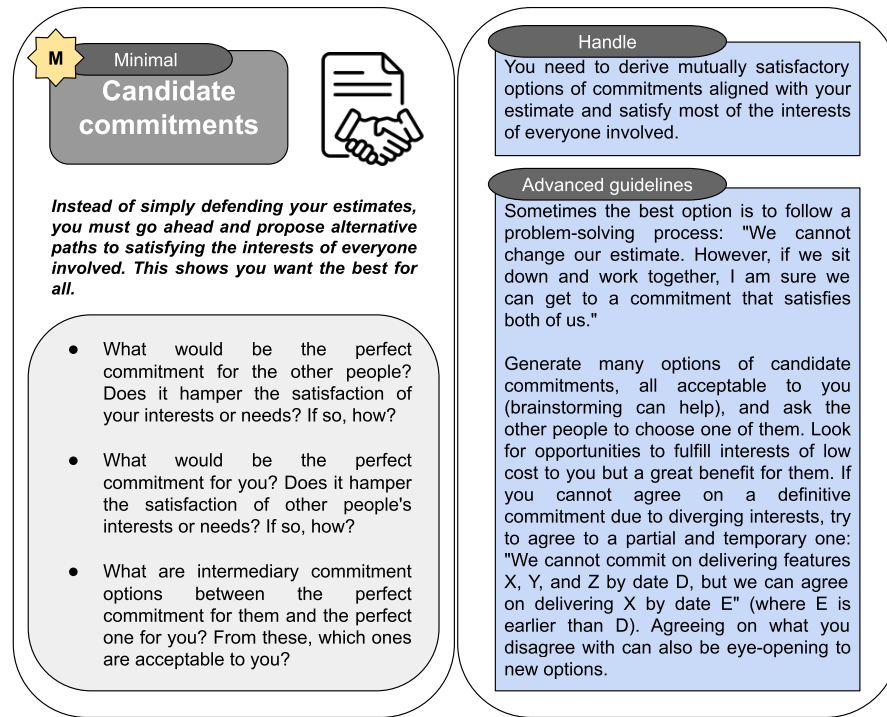 M
Minimal
Candidate
commitments
Instead of simply defending your estimates,
you must go ahead and propose alternative
paths to satisfying the interests of everyone
involved. This shows you want the best for
all.
● What would be the perfect
commitment for the other people?
Does it hamper the satisfaction of
your interests or needs? If so, how?
● What would be the perfect
commitment for you? Does it hamper
the satisfaction of other people's
interests or needs? If so, how?
● What are intermediary commitment
options between the perfect
commitment for them and the perfect
one for you? From these, which ones
are acceptable to you?
Handle
You need to derive mutually satisfactory
options of commitments aligned with your
estimate and satisfy most of the interests
of everyone involved.
Advanced guidelines
Sometimes the best option is to follow a
problem-solving process: "We cannot
change our estimate. However, if we sit
down and work together, I am sure we
can get to a commitment that satisfies
both of us."
Generate many options of candidate
commitments, all acceptable to you
(brainstorming can help), and ask the
other people to choose one of them. Look
for opportunities to fulfill interests of low
cost to you but a great benefit for them. If
you cannot agree on a definitive
commitment due to diverging interests, try
to agree to a partial and temporary one:
"We cannot commit on delivering features
X, Y, and Z by date D, but we can agree
on delivering X by date E" (where E is
earlier than D). Agreeing on what you
disagree with can also be eye-opening to
new options.